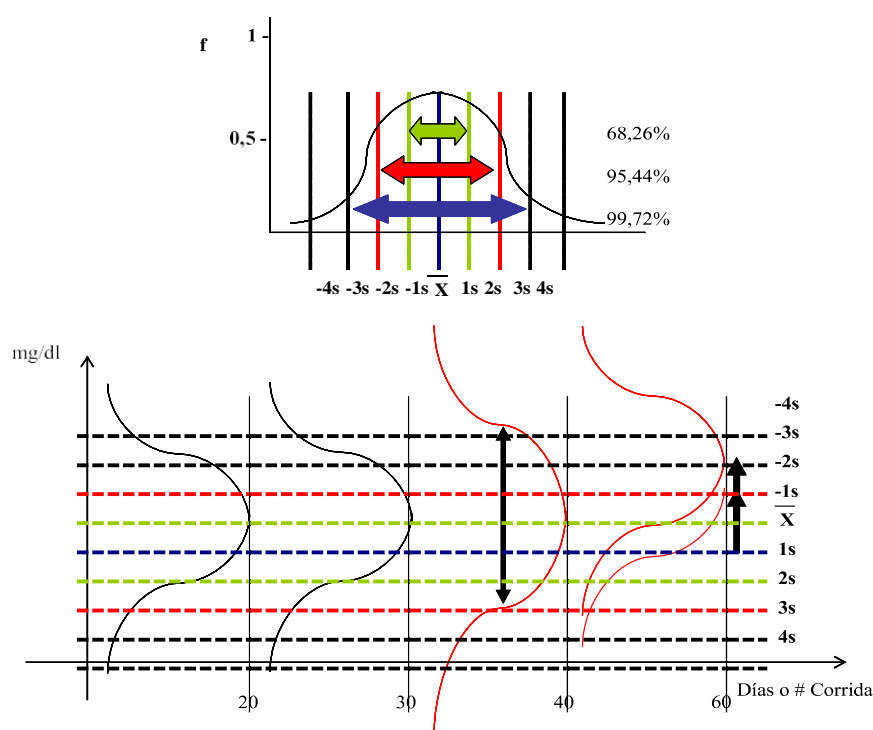 f
1
0,5
68,26%
95,44%
99,72%
-4s -3s -2s -1s X 1s 2s 3s 4s
mg/dl
-4s
-3s
-2s
-1s
X
1s
2s
3s
4s
20 30 40 60
Días o # Corrida